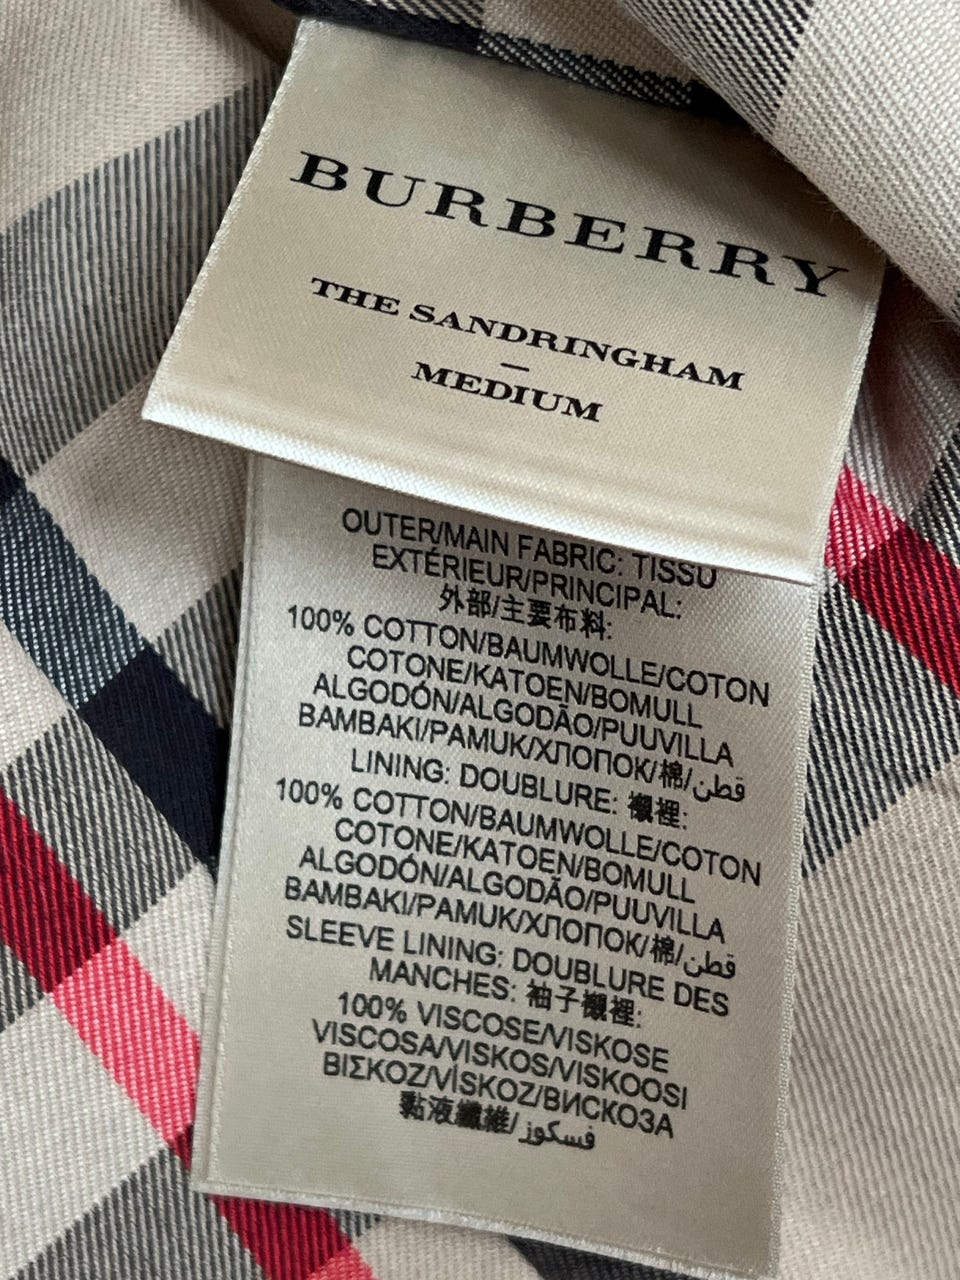 BURBERRY
THE SANDRINGHAM
–
MEDIUM
OUTER/MAIN FABRIC: TISSU
EXTÉRIEUR/PRINCIPAL:
外部/主要布料:
100% COTTON/BAUMWOLLE/COTON
COTONE/KATOEN/BOMULL
ALGODÓN/ALGODÃO/PUUVILLA
BAMBAKI/PAMUK/ХЛОПОК/棉/قطن
LINING: DOUBLURE: 襯裡:
100% COTTON/BAUMWOLLE/COTON
COTONE/KATOEN/BOMULL
ALGODÓN/ALGODÃO/PUUVILLA
BAMBAKI/PAMUK/ХЛОПОК/棉/قطن
SLEEVE LINING: DOUBLURE DES
MANCHES: 袖子襯裡:
100% VISCOSE/VISKOSE
VISCOSA/VISKOS/VISKOOSI
ΒΙΣΚΟΖ/VİSKOZ/ВИСКОЗА
黏液纖維/فسكوز